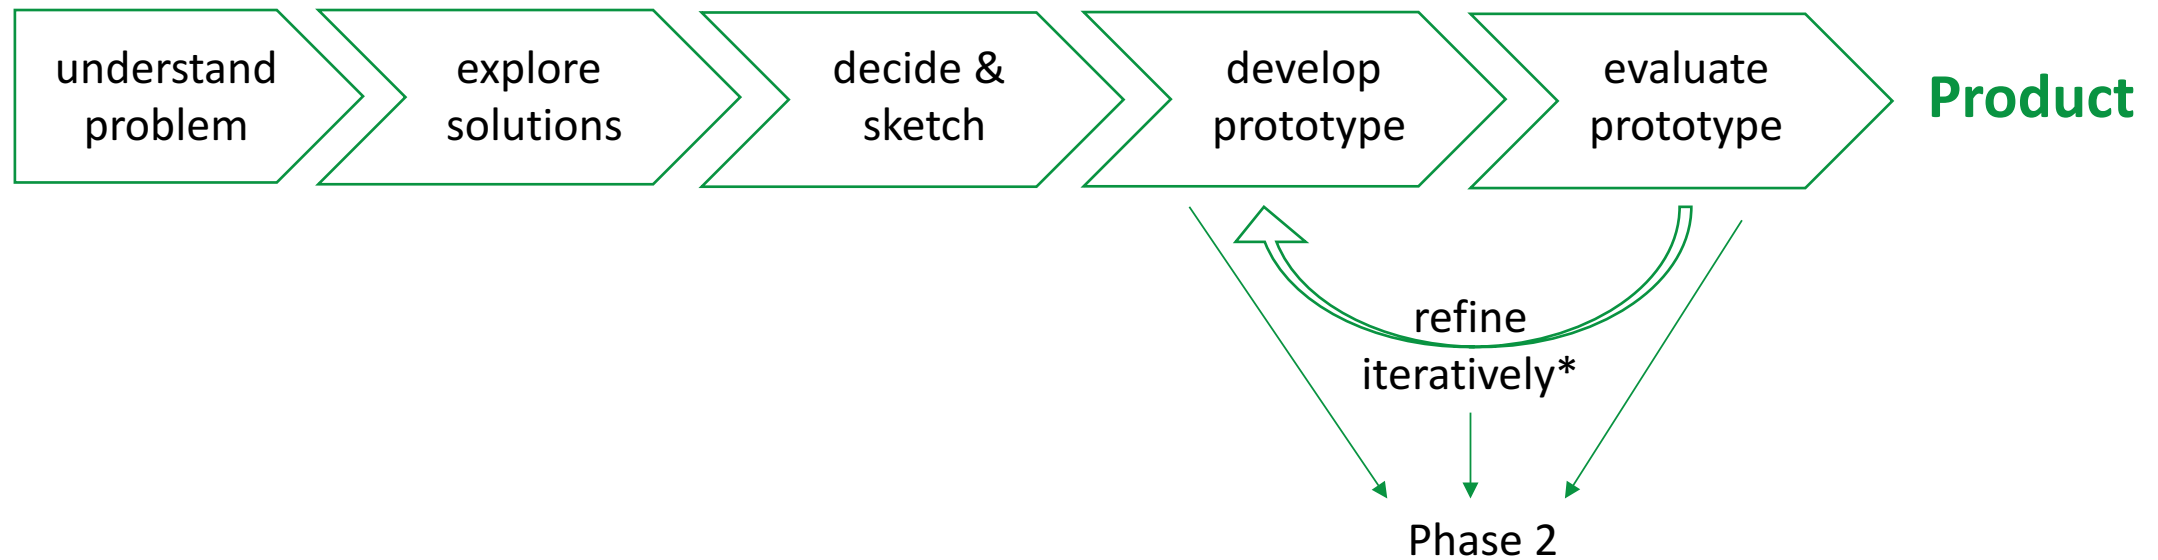 understand
problem
explore
solutions
decide &
sketch
develop
prototype
evaluate
prototype
Product
refine
iteratively*
Phase 2